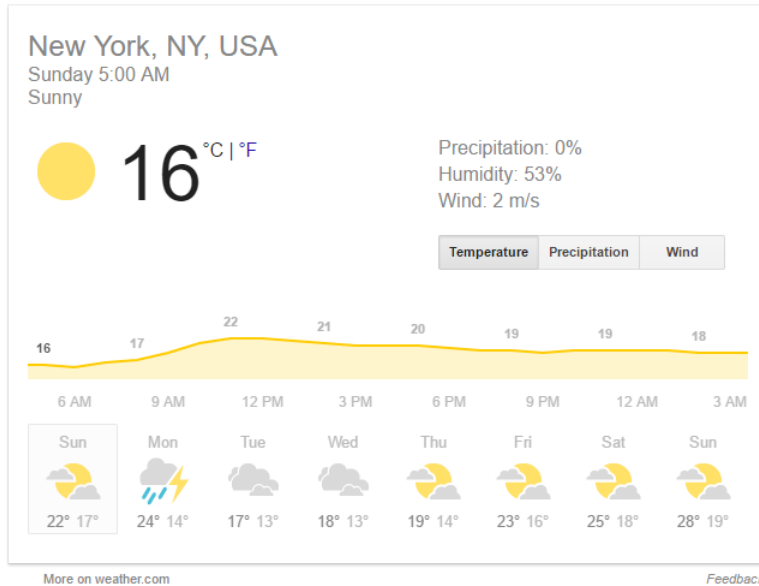 New York, NY, USA
Sunday 5:00 AM
Sunny
16 °C | °F
Precipitation: 0%
Humidity: 53%
Wind: 2 m/s
Temperature Precipitation Wind
16 17 22 21 20 19 19 18
6 AM 9 AM 12 PM 3 PM 6 PM 9 PM 12 AM 3 AM
Sun Mon Tue Wed Thu Fri Sat Sun
22° 17° 24° 14° 17° 13° 18° 13° 19° 14° 23° 16° 25° 18° 28° 19°
More on weather.com Feedbac